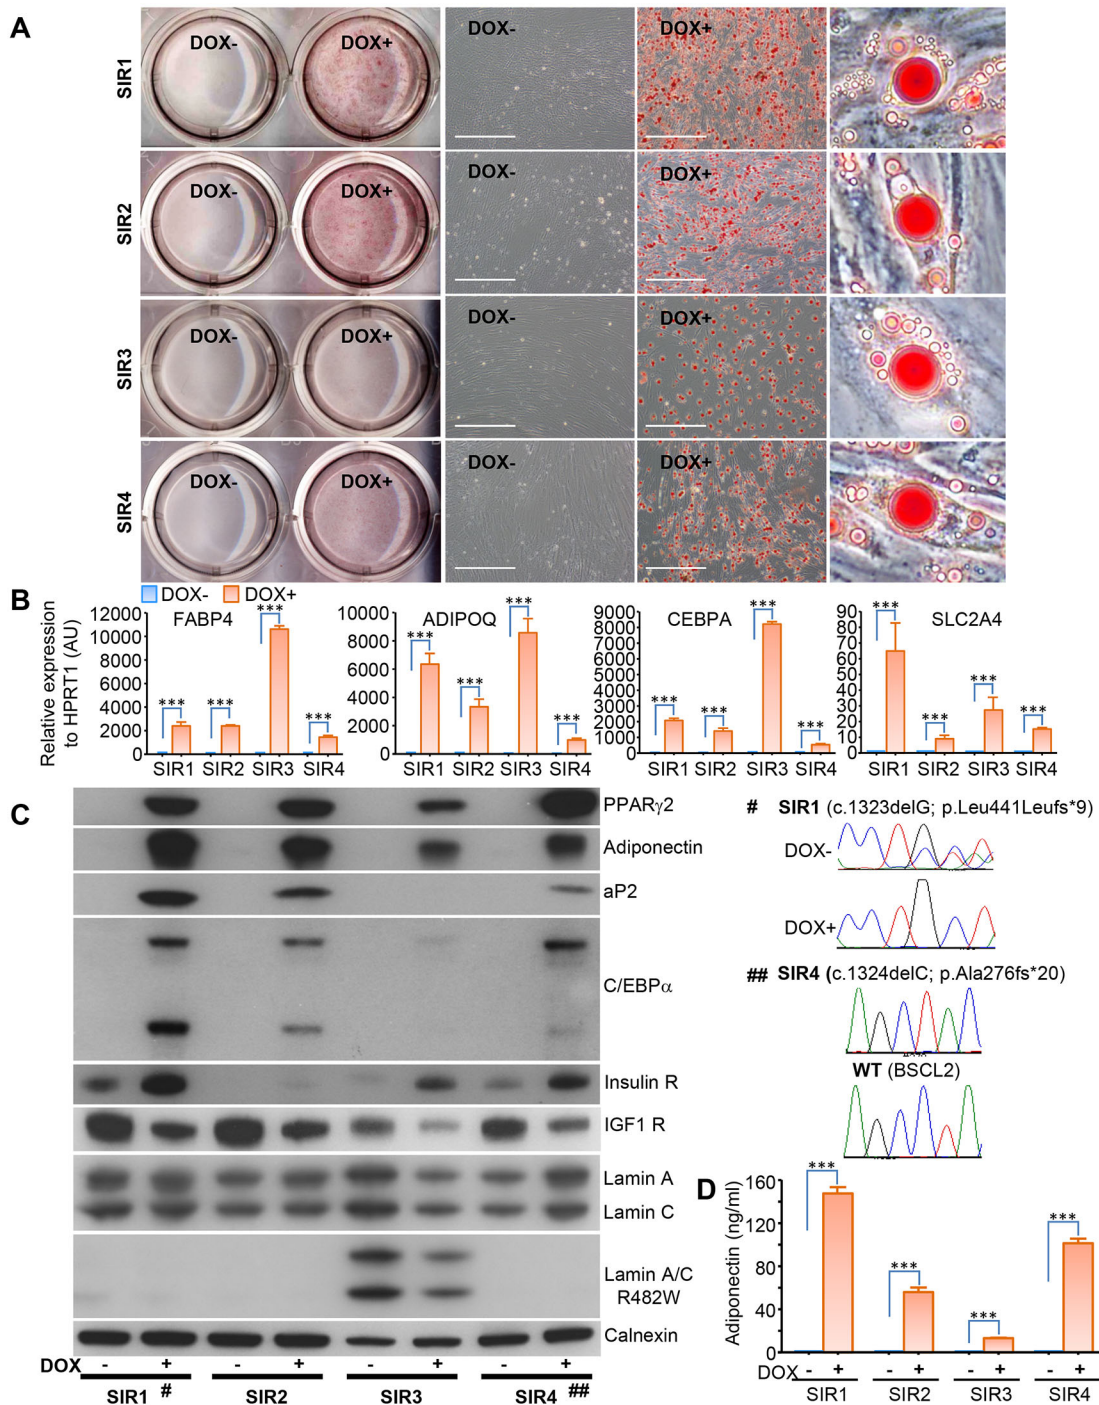 A
SIR1
DOX-
DOX+
DOX-
DOX+
SIR2
DOX-
DOX+
DOX-
DOX+
SIR3
DOX-
DOX+
DOX-
DOX+
SIR4
DOX-
DOX+
DOX-
DOX+
B
DOX- DOX+
Relative expression
to HPRT1 (AU)
FABP4
12000
10000
8000
6000
4000
2000
0
***
***
***
***
SIR1 SIR2 SIR3 SIR4
ADIPOQ
10000
8000
6000
4000
2000
0
***
***
***
***
SIR1 SIR2 SIR3 SIR4
CEBPA
9000
8000
7000
6000
5000
4000
3000
2000
1000
0
***
***
***
***
SIR1 SIR2 SIR3 SIR4
SLC2A4
90
80
70
60
50
40
30
20
10
0
***
***
***
***
SIR1 SIR2 SIR3 SIR4
C
PPARγ2
Adiponectin
aP2
C/EBPα
Insulin R
IGF1 R
Lamin A
Lamin C
Lamin A/C
R482W
Calnexin
DOX - + - + - + - +
SIR1 # SIR2 SIR3 SIR4 ##
# SIR1 (c.1323delG; p.Leu441Leufs*9)
DOX-
DOX+
## SIR4 (c.1324delC; p.Ala276fs*20)
WT (BSCL2)
D
Adiponectin (ng/ml)
160
120
80
40
0
***
***
***
***
DOX - + - + - + - +
SIR1 SIR2 SIR3 SIR4